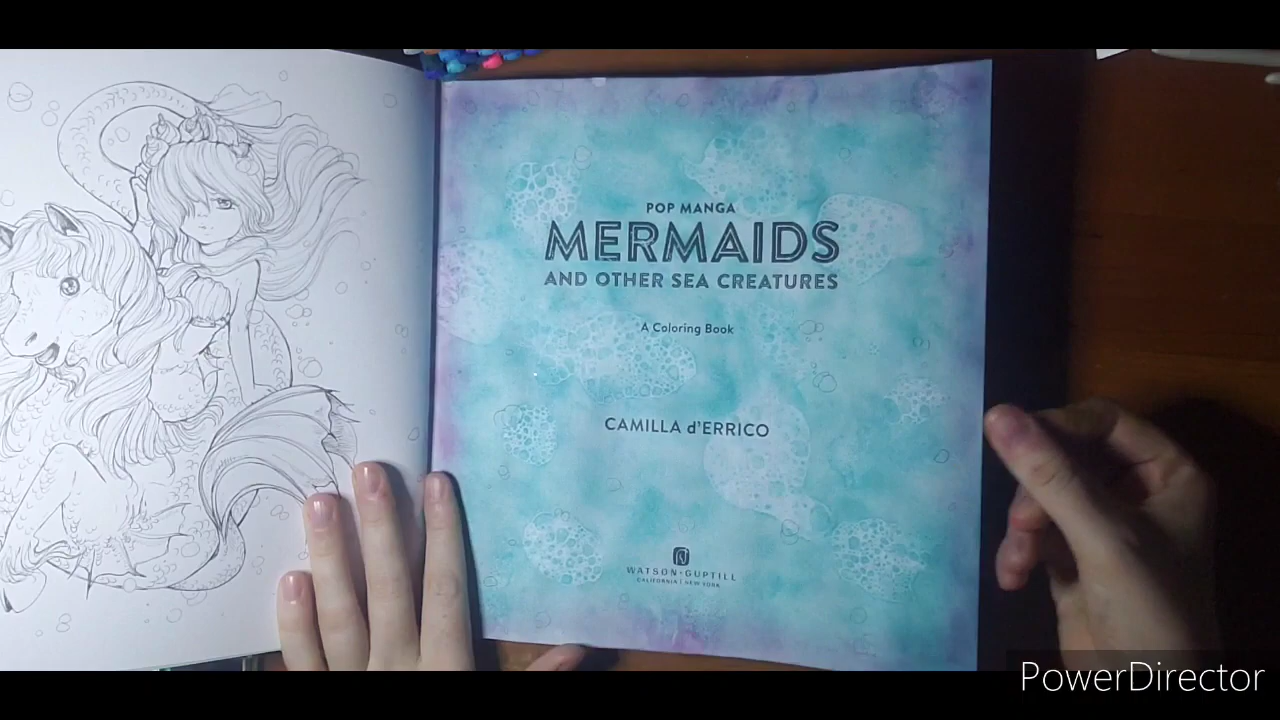 POP MANGA
MERMAIDS
AND OTHER SEA CREATURES
A Coloring Book
CAMILLA d'ERRICO
WATSON-GUPTILL
CALIFORNIA | NEW YORK
PowerDirector